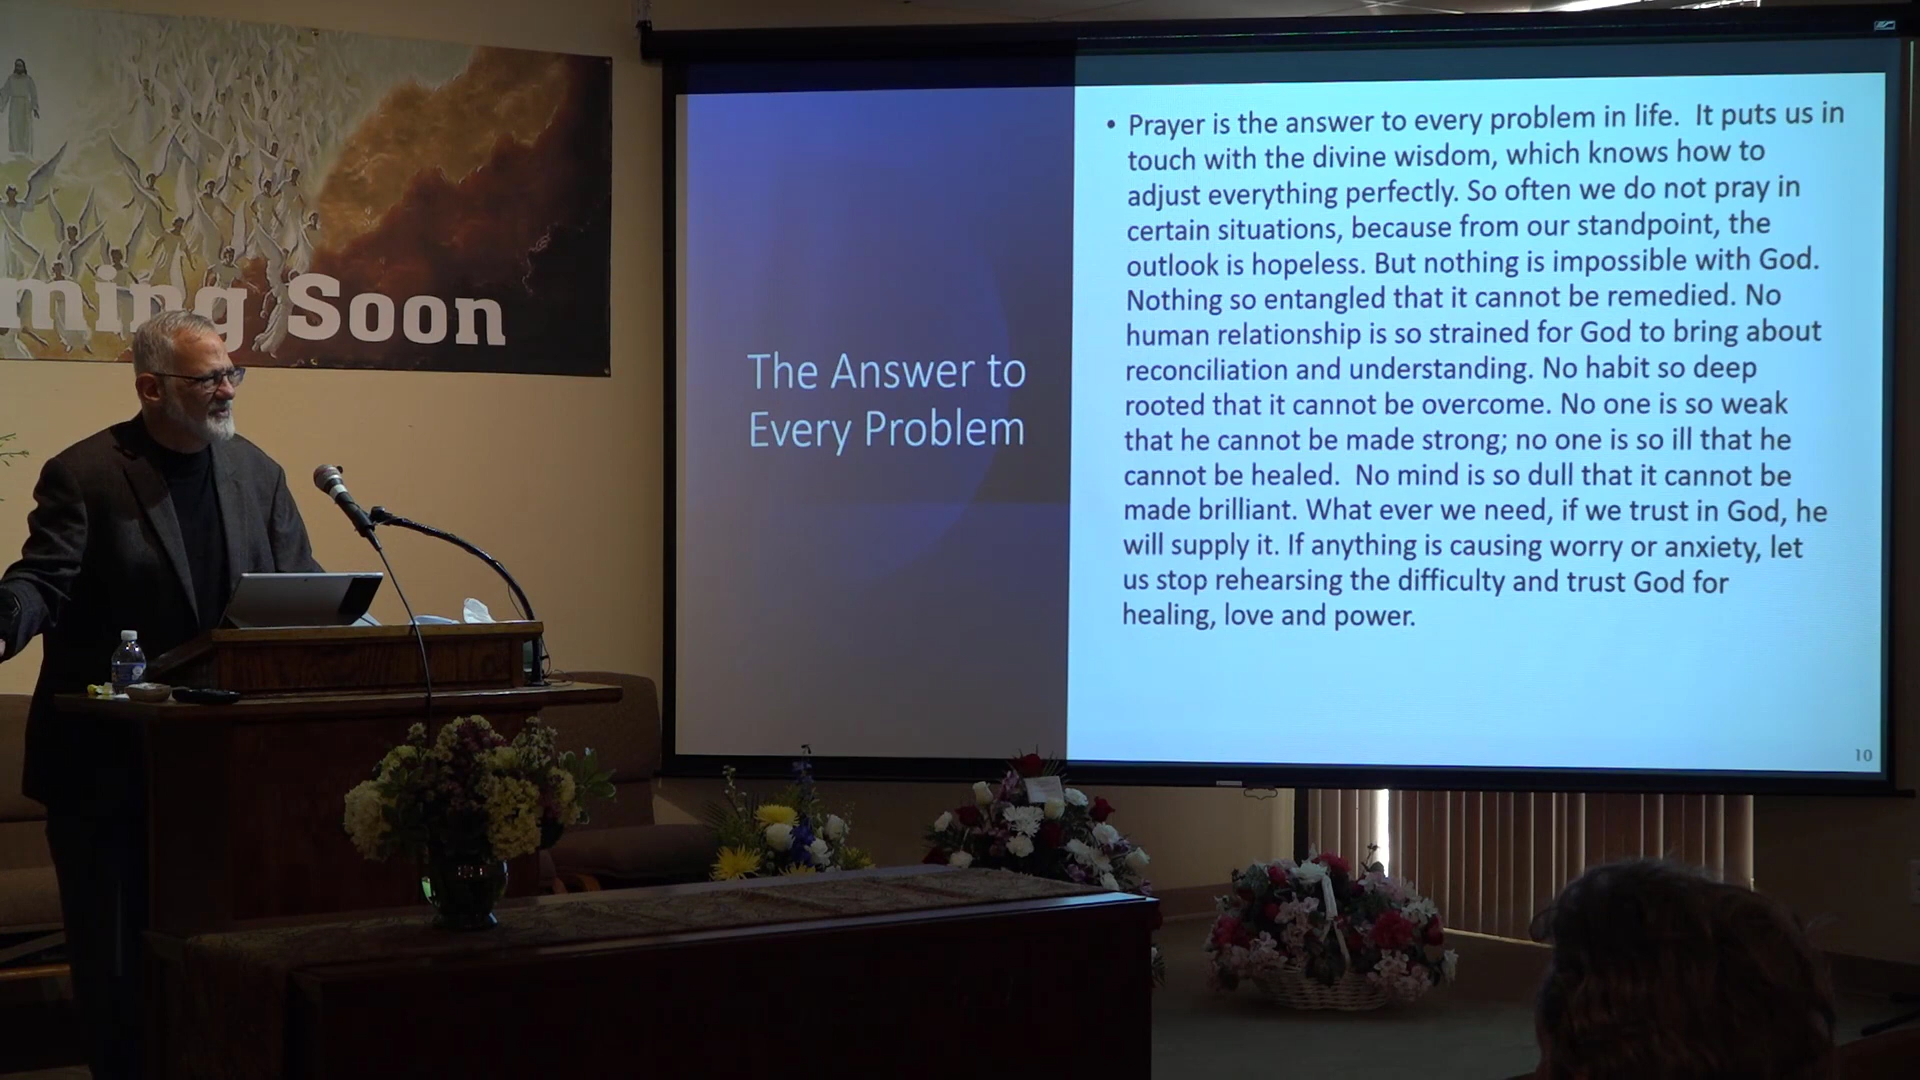 ming Soon
The Answer to
Every Problem
• Prayer is the answer to every problem in life.  It puts us in
touch with the divine wisdom, which knows how to
adjust everything perfectly. So often we do not pray in
certain situations, because from our standpoint, the
outlook is hopeless. But nothing is impossible with God.
Nothing so entangled that it cannot be remedied. No
human relationship is so strained for God to bring about
reconciliation and understanding. No habit so deep
rooted that it cannot be overcome. No one is so weak
that he cannot be made strong; no one is so ill that he
cannot be healed.  No mind is so dull that it cannot be
made brilliant. What ever we need, if we trust in God, he
will supply it. If anything is causing worry or anxiety, let
us stop rehearsing the difficulty and trust God for
healing, love and power.
10